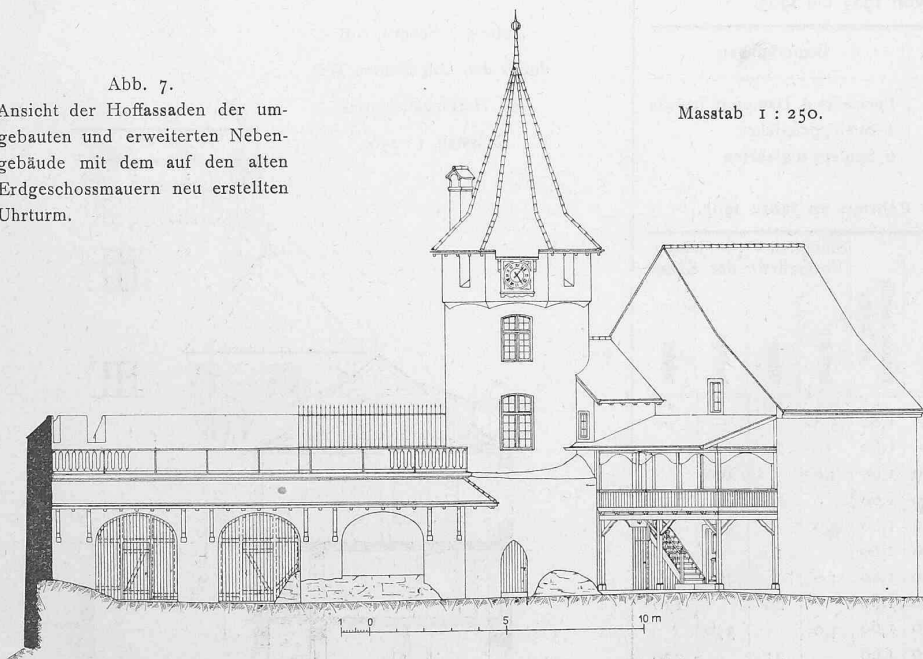 Abb. 7.
Ansicht der Hoffassaden der um-
gebauten und erweiterten Neben-
gebäude mit dem auf den alten
Erdgeschossmauern neu erstellten
Uhrturm.
Masstab 1 : 250.
1 0 5 10 m